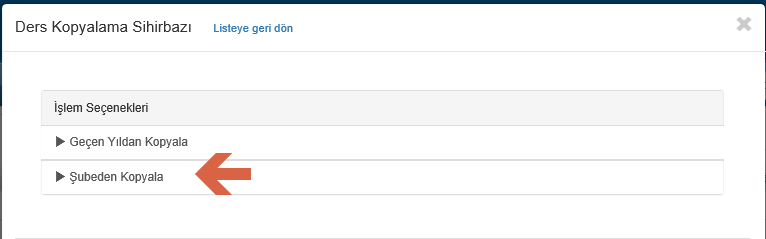 Ders Kopyalama Sihirbazı Listeye geri dön
İşlem Seçenekleri
Geçen Yıldan Kopyala
Şubeden Kopyala